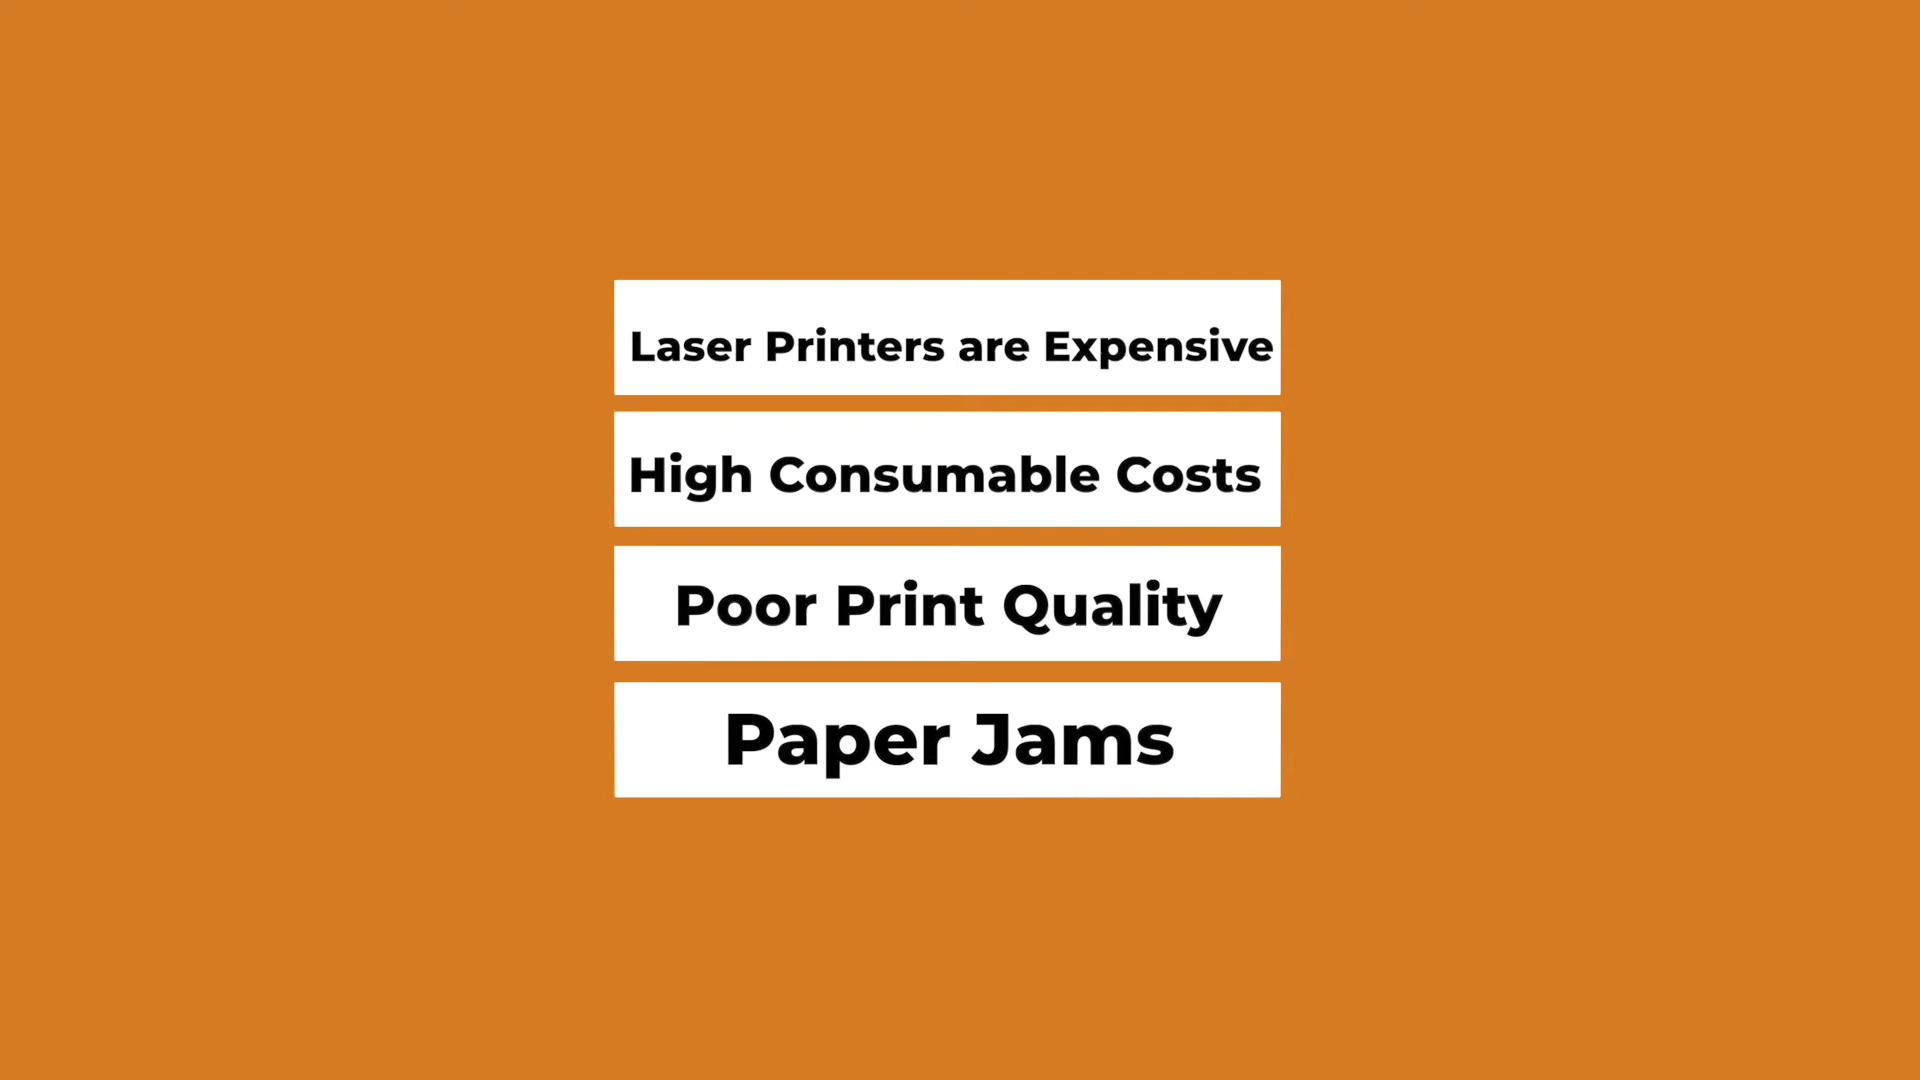 Laser Printers are Expensive
High Consumable Costs
Poor Print Quality
Paper Jams